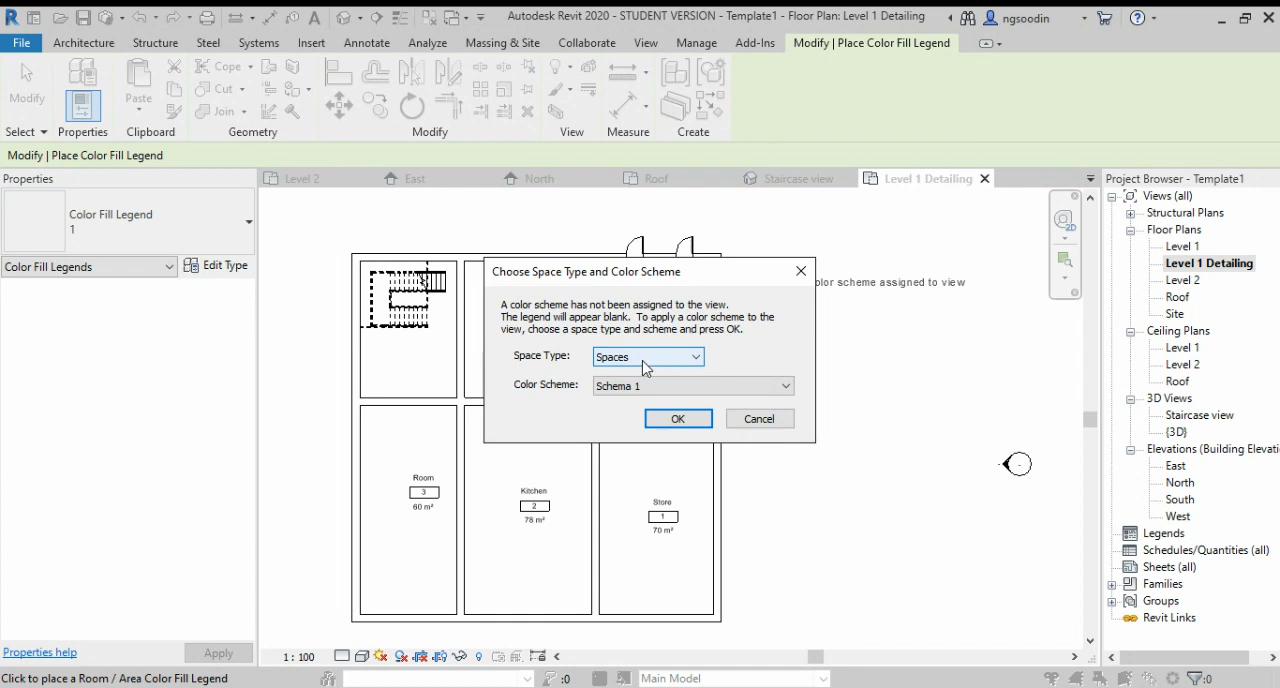 Autodesk Revit 2020 - STUDENT VERSION - Template1 - Floor Plan: Level 1 Detailing
ngsoodin
File
Architecture
Structure
Steel
Systems
Insert
Annotate
Analyze
Massing & Site
Collaborate
View
Manage
Add-Ins
Modify | Place Color Fill Legend
Modify
Paste
Cope
Cut
Join
Select
Properties
Clipboard
Geometry
Modify
View
Measure
Create
Modify | Place Color Fill Legend
Properties
Color Fill Legend
1
Color Fill Legends
Edit Type
Properties help
Apply
Level 2
East
North
Roof
Staircase view
Level 1 Detailing
2D
olor scheme assigned to view
Choose Space Type and Color Scheme
A color scheme has not been assigned to the view.
The legend will appear blank. To apply a color scheme to the
view, choose a space type and scheme and press OK.
Space Type:
Spaces
Color Scheme:
Schema 1
OK
Cancel
Room
3
60 m²
Kitchen
2
78 m²
Store
1
70 m²
Project Browser - Template1
Views (all)
Structural Plans
Floor Plans
Level 1
Level 1 Detailing
Level 2
Roof
Site
Ceiling Plans
Level 1
Level 2
Roof
3D Views
Staircase view
{3D}
Elevations (Building Elevati
East
North
South
West
Legends
Schedules/Quantities (all)
Sheets (all)
Families
Groups
Revit Links
1 : 100
Click to place a Room / Area Color Fill Legend
:0
Main Model
:0